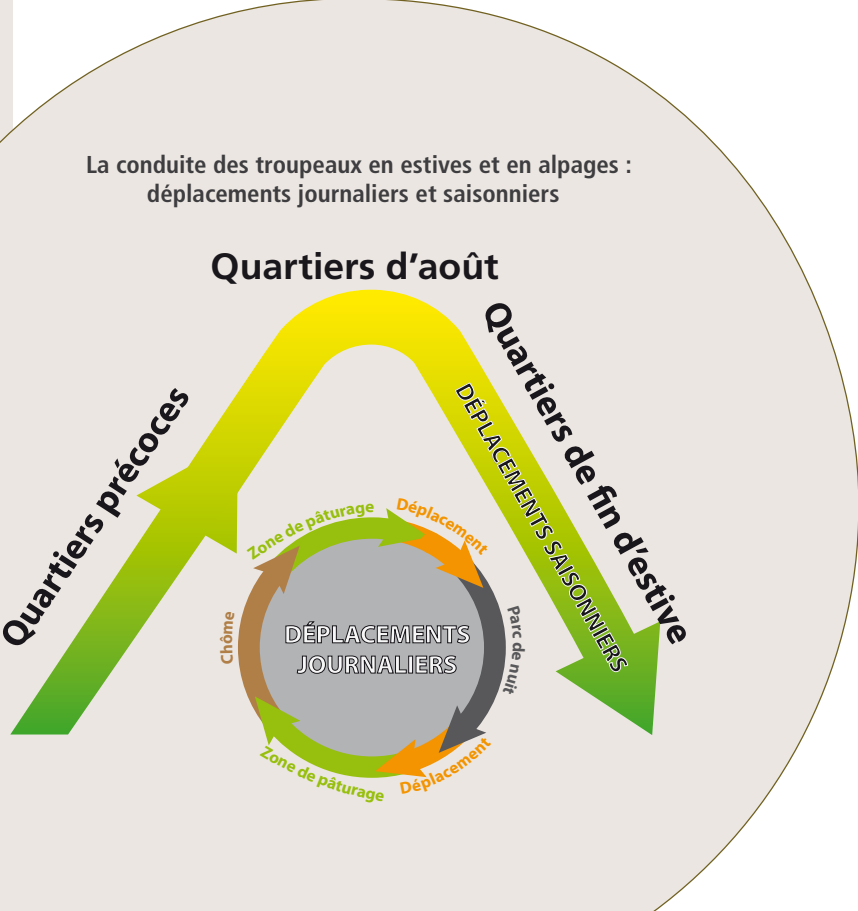 La conduite des troupeaux en estives et en alpages :
déplacements journaliers et saisonniers
Quartiers d’août
Quartiers précoces
Quartiers de fin d'estive
DÉPLACEMENTS SAISONNIERS
Zone de pâturage
Déplacement
Parc de nuit
Déplacement
Zone de pâturage
Chôme
DÉPLACEMENTS
JOURNALIERS